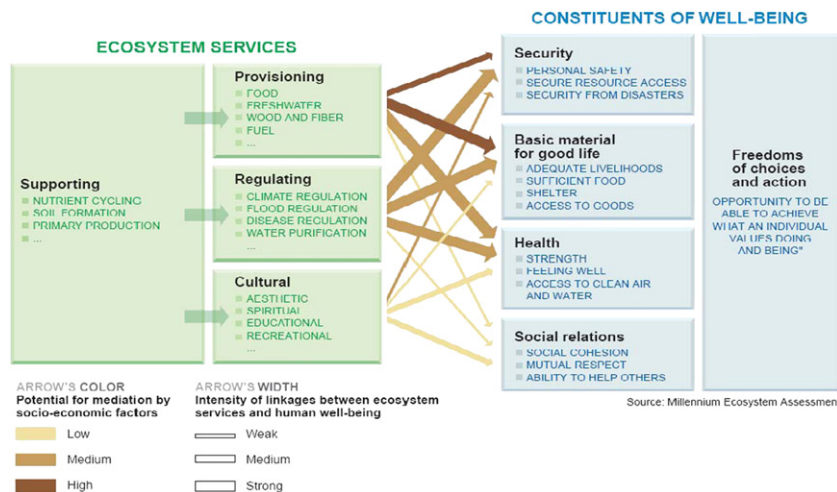 CONSTITUENTS OF WELL-BEING
ECOSYSTEM SERVICES
Supporting
NUTRIENT CYCLING
SOIL FORMATION
PRIMARY PRODUCTION
...
Provisioning
FOOD
FRESHWATER
WOOD AND FIBER
FUEL
...
Regulating
CLIMATE REGULATION
FLOOD REGULATION
DISEASE REGULATION
WATER PURIFICATION
...
Cultural
AESTHETIC
SPIRITUAL
EDUCATIONAL
RECREATIONAL
...
Security
PERSONAL SAFETY
SECURE RESOURCE ACCESS
SECURITY FROM DISASTERS
Basic material
for good life
ADEQUATE LIVELIHOODS
SUFFICIENT FOOD
SHELTER
ACCESS TO GOODS
Health
STRENGTH
FEELING WELL
ACCESS TO CLEAN AIR
AND WATER
Social relations
SOCIAL COHESION
MUTUAL RESPECT
ABILITY TO HELP OTHERS
Freedoms
of choices
and action
OPPORTUNITY TO BE
ABLE TO ACHIEVE
WHAT AN INDIVIDUAL
VALUES DOING
AND BEING"
Source: Millennium Ecosystem Assessmen
ARROW'S COLOR
Potential for mediation by
socio-economic factors
Low
Medium
High
ARROW'S WIDTH
Intensity of linkages between ecosystem
services and human well-being
Weak
Medium
Strong